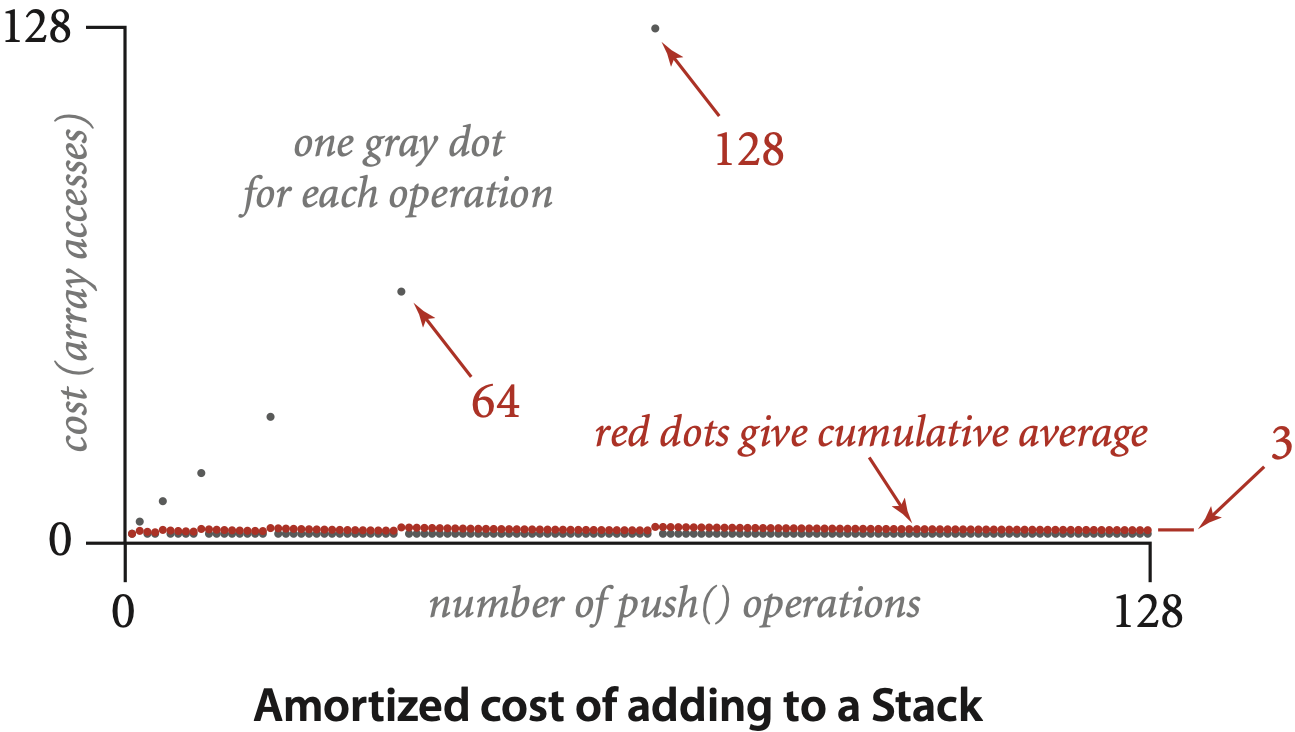 128
one gray dot
for each operation
128
cost (array accesses)
64
red dots give cumulative average
3
0
0
number of push() operations
128
Amortized cost of adding to a Stack